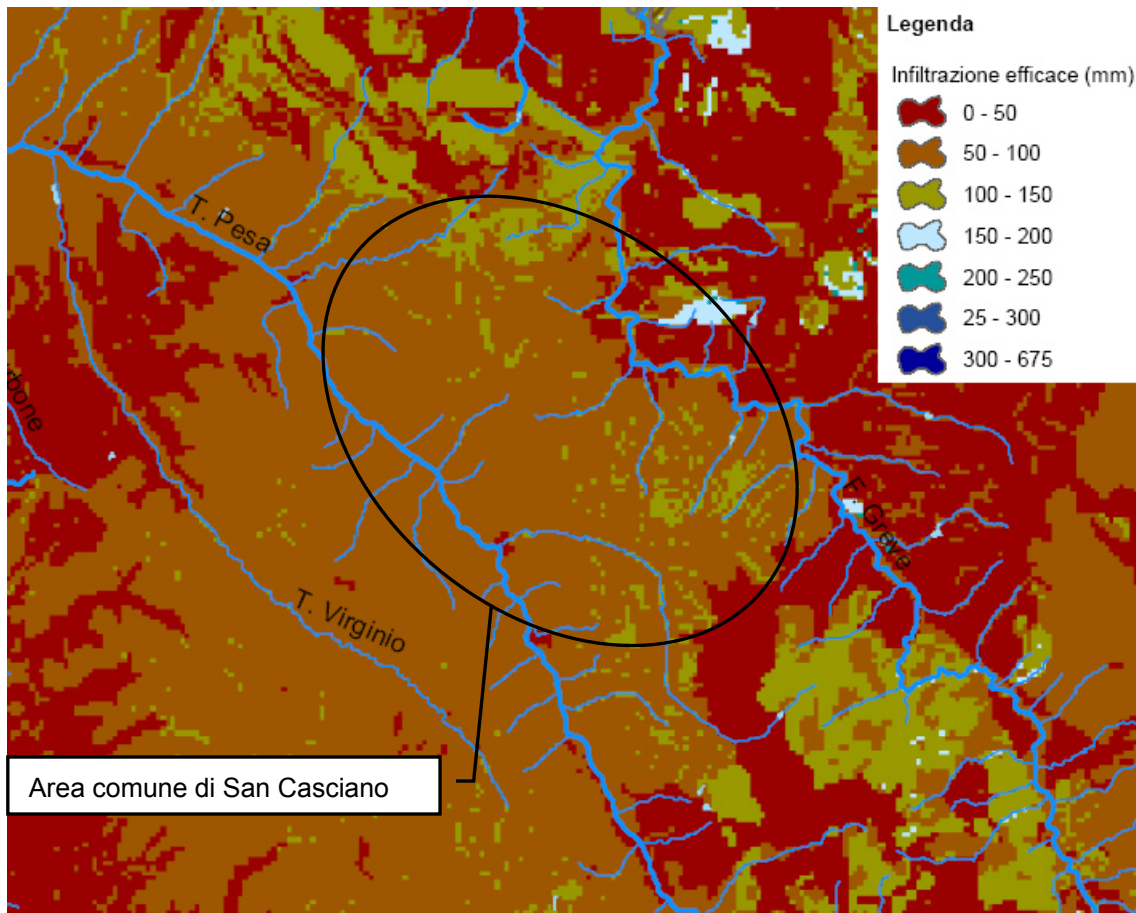 Legenda
Infiltrazione efficace (mm)
0 - 50
50 - 100
100 - 150
150 - 200
200 - 250
25 - 300
300 - 675
T. Pesa
T. Virginio
F. Greve
Area comune di San Casciano